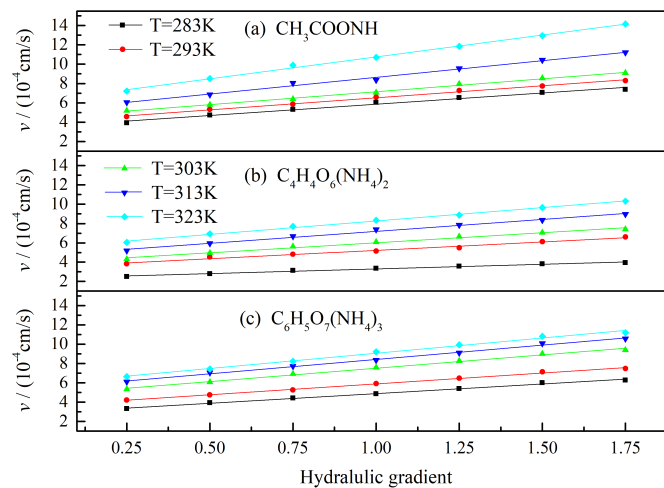 T=283K
T=293K
(a) CH₃COONH
14
12
10
8
6
4
2
v / (10⁻⁴cm/s)
T=303K
T=313K
T=323K
(b) C₄H₄O₆(NH₄)₂
14
12
10
8
6
4
2
v / (10⁻⁴cm/s)
(c) C₆H₅O₇(NH₄)₃
14
12
10
8
6
4
2
v / (10⁻⁴cm/s)
0.25 0.50 0.75 1.00 1.25 1.50 1.75
Hydralulic gradient